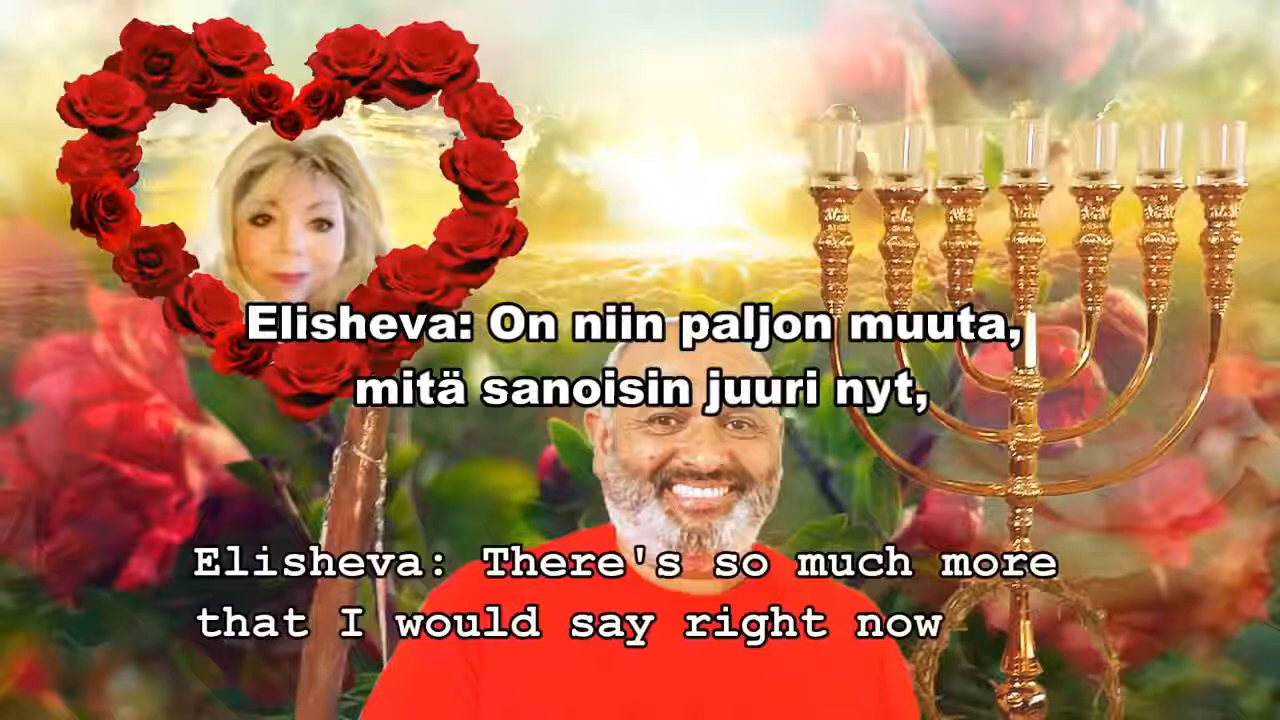 Elisheva: On niin paljon muuta,
mitä sanoisin juuri nyt,
Elisheva: There's so much more
that I would say right now